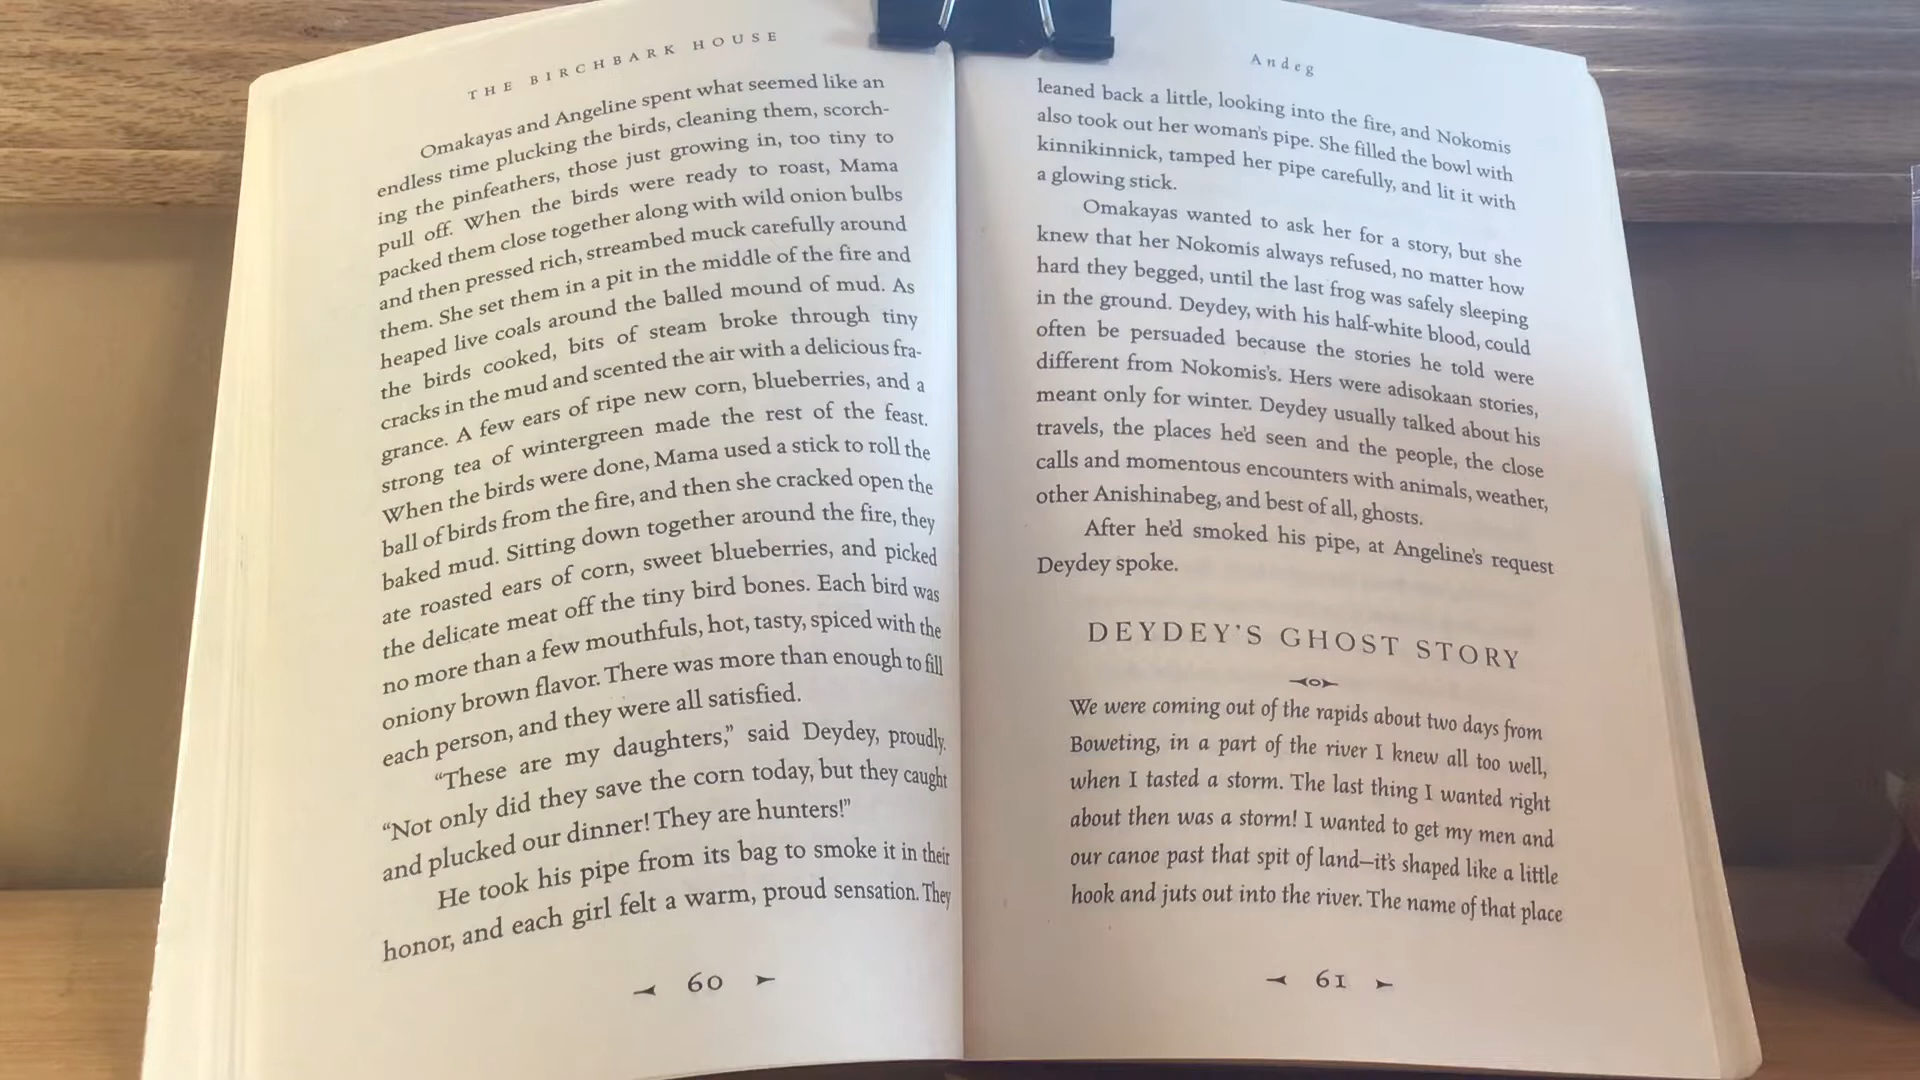 THE BIRCHBARK HOUSE
Omakayas and Angeline spent what seemed like an
endless time plucking the birds, cleaning them, scorch-
ing the pinfeathers, those just growing in, too tiny to
pull off. When the birds were ready to roast, Mama
packed them close together along with wild onion bulbs
and then pressed rich, streambed muck carefully around
them. She set them in a pit in the middle of the fire and
heaped live coals around the balled mound of mud. As
the birds cooked, bits of steam broke through tiny
cracks in the mud and scented the air with a delicious fra-
grance. A few ears of ripe new corn, blueberries, and a
strong tea of wintergreen made the rest of the feast.
When the birds were done, Mama used a stick to roll the
ball of birds from the fire, and then she cracked open the
baked mud. Sitting down together around the fire, they
ate roasted ears of corn, sweet blueberries, and picked
the delicate meat off the tiny bird bones. Each bird was
no more than a few mouthfuls, hot, tasty, spiced with the
oniony brown flavor. There was more than enough to fill
each person, and they were all satisfied.
“These are my daughters,” said Deydey, proudly.
“Not only did they save the corn today, but they caught
and plucked our dinner! They are hunters!”
He took his pipe from its bag to smoke it in their
honor, and each girl felt a warm, proud sensation. They
60
Andeg
leaned back a little, looking into the fire, and Nokomis
also took out her woman's pipe. She filled the bowl with
kinnikinnick, tamped her pipe carefully, and lit it with
a glowing stick.
Omakayas wanted to ask her for a story, but she
knew that her Nokomis always refused, no matter how
hard they begged, until the last frog was safely sleeping
in the ground. Deydey, with his half-white blood, could
often be persuaded because the stories he told were
different from Nokomis's. Hers were adisokaan stories,
meant only for winter. Deydey usually talked about his
travels, the places he'd seen and the people, the close
calls and momentous encounters with animals, weather,
other Anishinabeg, and best of all, ghosts.
After he'd smoked his pipe, at Angeline's request
Deydey spoke.
DEYDEY'S GHOST STORY
We were coming out of the rapids about two days from
Boweting, in a part of the river I knew all too well,
when I tasted a storm. The last thing I wanted right
about then was a storm! I wanted to get my men and
our canoe past that spit of land—it's shaped like a little
hook and juts out into the river. The name of that place
61